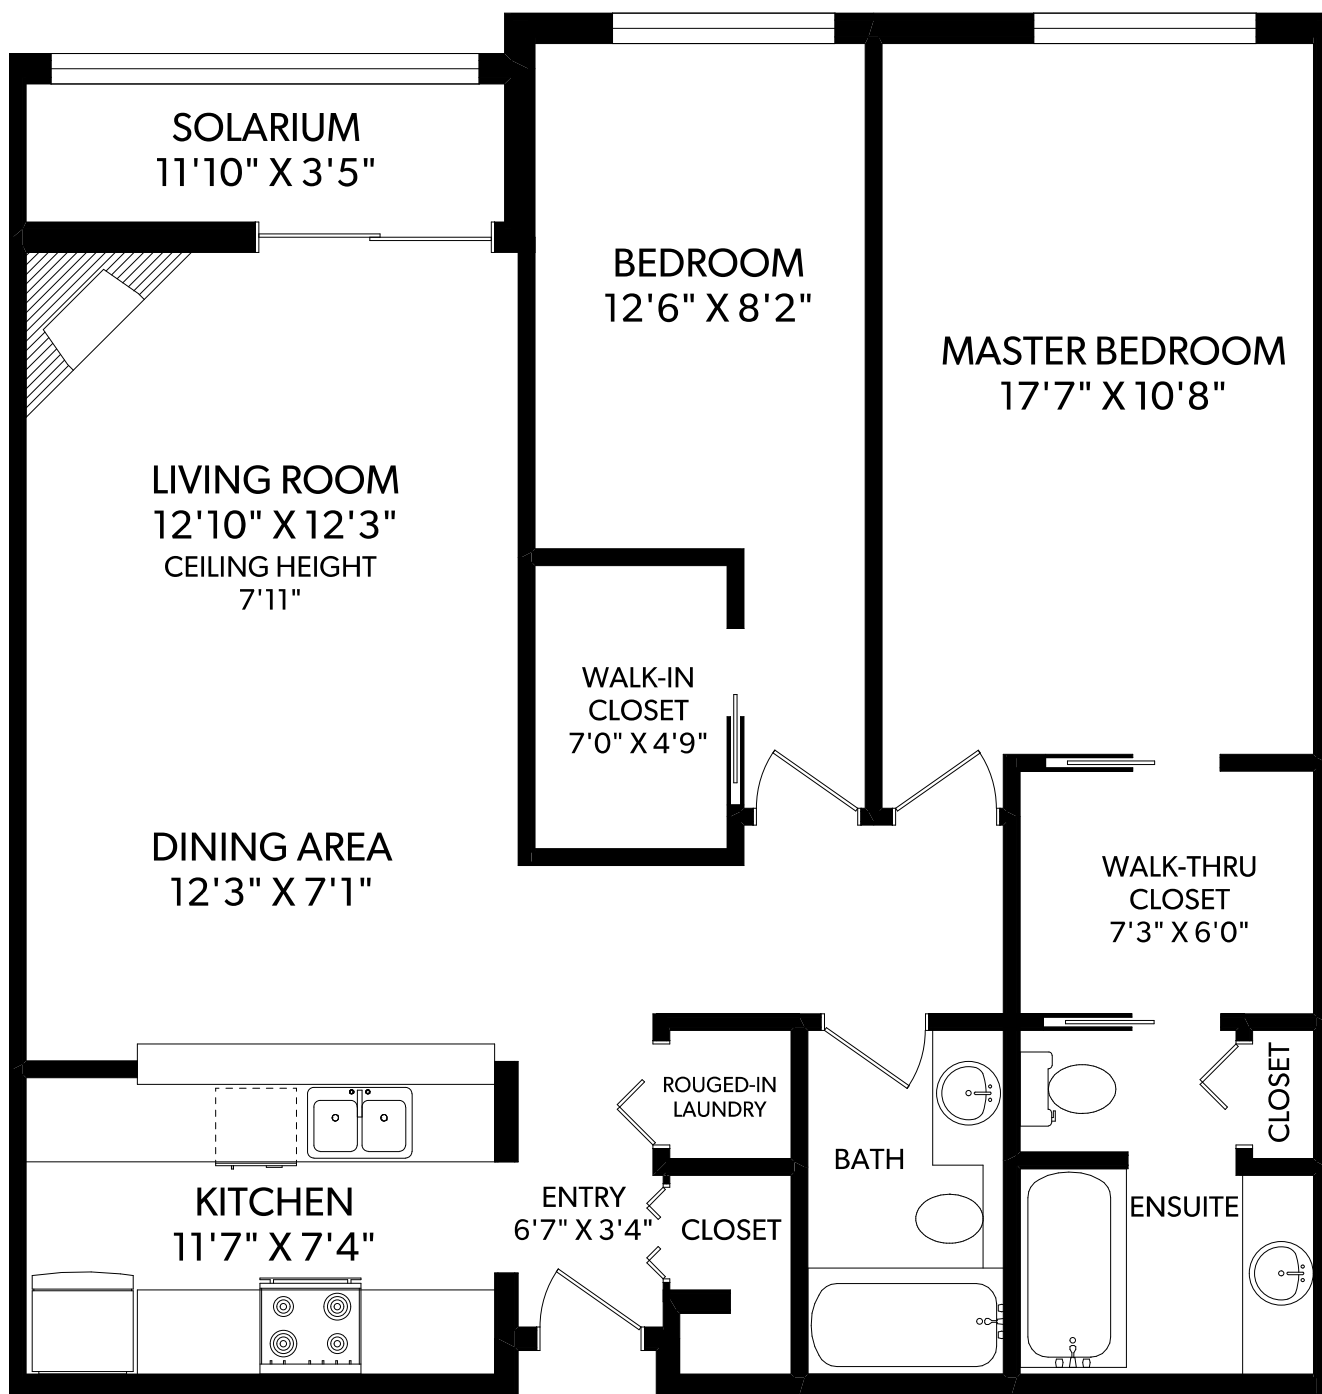 SOLARIUM
11'10" X 3'5"
BEDROOM
12'6" X 8'2"
MASTER BEDROOM
17'7" X 10'8"
LIVING ROOM
12'10" X 12'3"
CEILING HEIGHT
7'11"
WALK-IN
CLOSET
7'0" X 4'9"
DINING AREA
12'3" X 7'1"
WALK-THRU
CLOSET
7'3" X 6'0"
ROUGED-IN
LAUNDRY
CLOSET
BATH
KITCHEN
11'7" X 7'4"
ENTRY
6'7" X 3'4"
CLOSET
ENSUITE